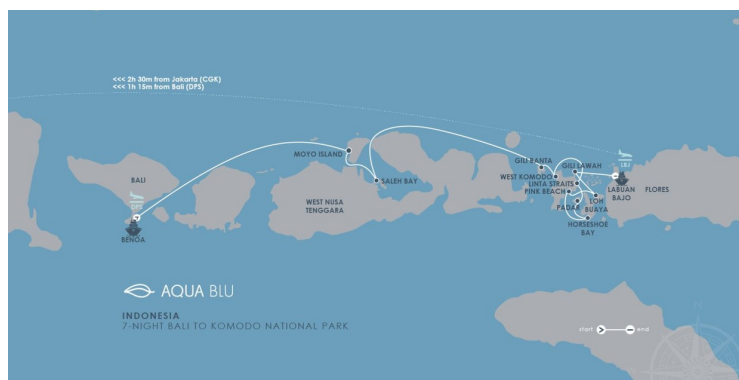 <<< 2h 30m from Jakarta (CGK)
<<< 1h 15m from Bali (DPS)
MOYO ISLAND
GILI BANTA
GILI LAWAH
LBJ
BALI
SALEH BAY
WEST KOMODO
LINTA STRAITS
PINK BEACH
LABUAN
BAJO
FLORES
DPS
WEST NUSA
TENGGARA
PADAR
LOH
BUAYA
BENOA
HORSESHOE
BAY
AQUA BLU
INDONESIA
7-NIGHT BALI TO KOMODO NATIONAL PARK
start
end
N